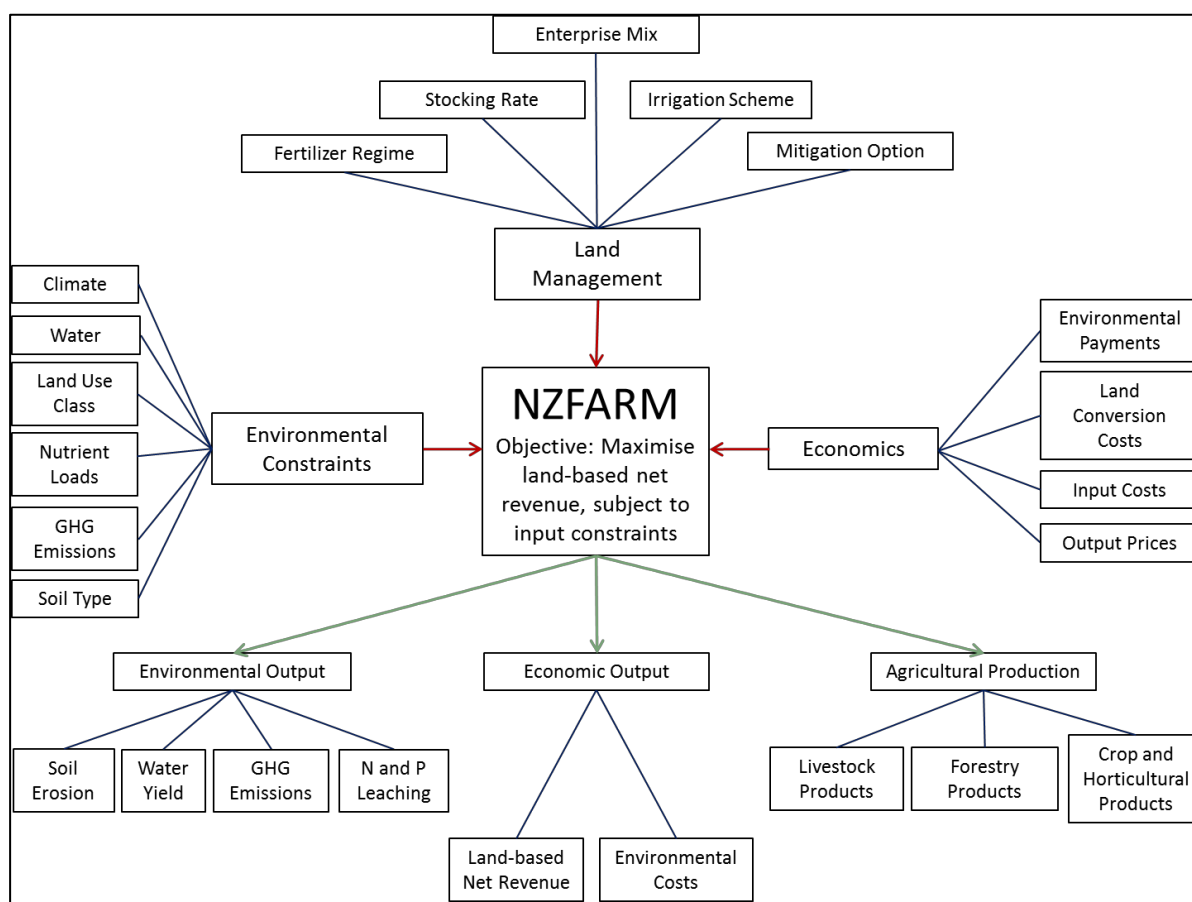 Enterprise Mix
Stocking Rate
Irrigation Scheme
Fertilizer Regime
Mitigation Option
Land
Management
Climate
Water
Land Use
Class
Nutrient
Loads
GHG
Emissions
Soil Type
Environmental
Constraints
NZFARM
Objective: Maximise
land-based net
revenue, subject to
input constraints
Economics
Environmental
Payments
Land
Conversion
Costs
Input Costs
Output Prices
Environmental Output
Economic Output
Agricultural Production
Soil
Erosion
Water
Yield
GHG
Emissions
N and P
Leaching
Land-based
Net Revenue
Environmental
Costs
Livestock
Products
Forestry
Products
Crop and
Horticultural
Products